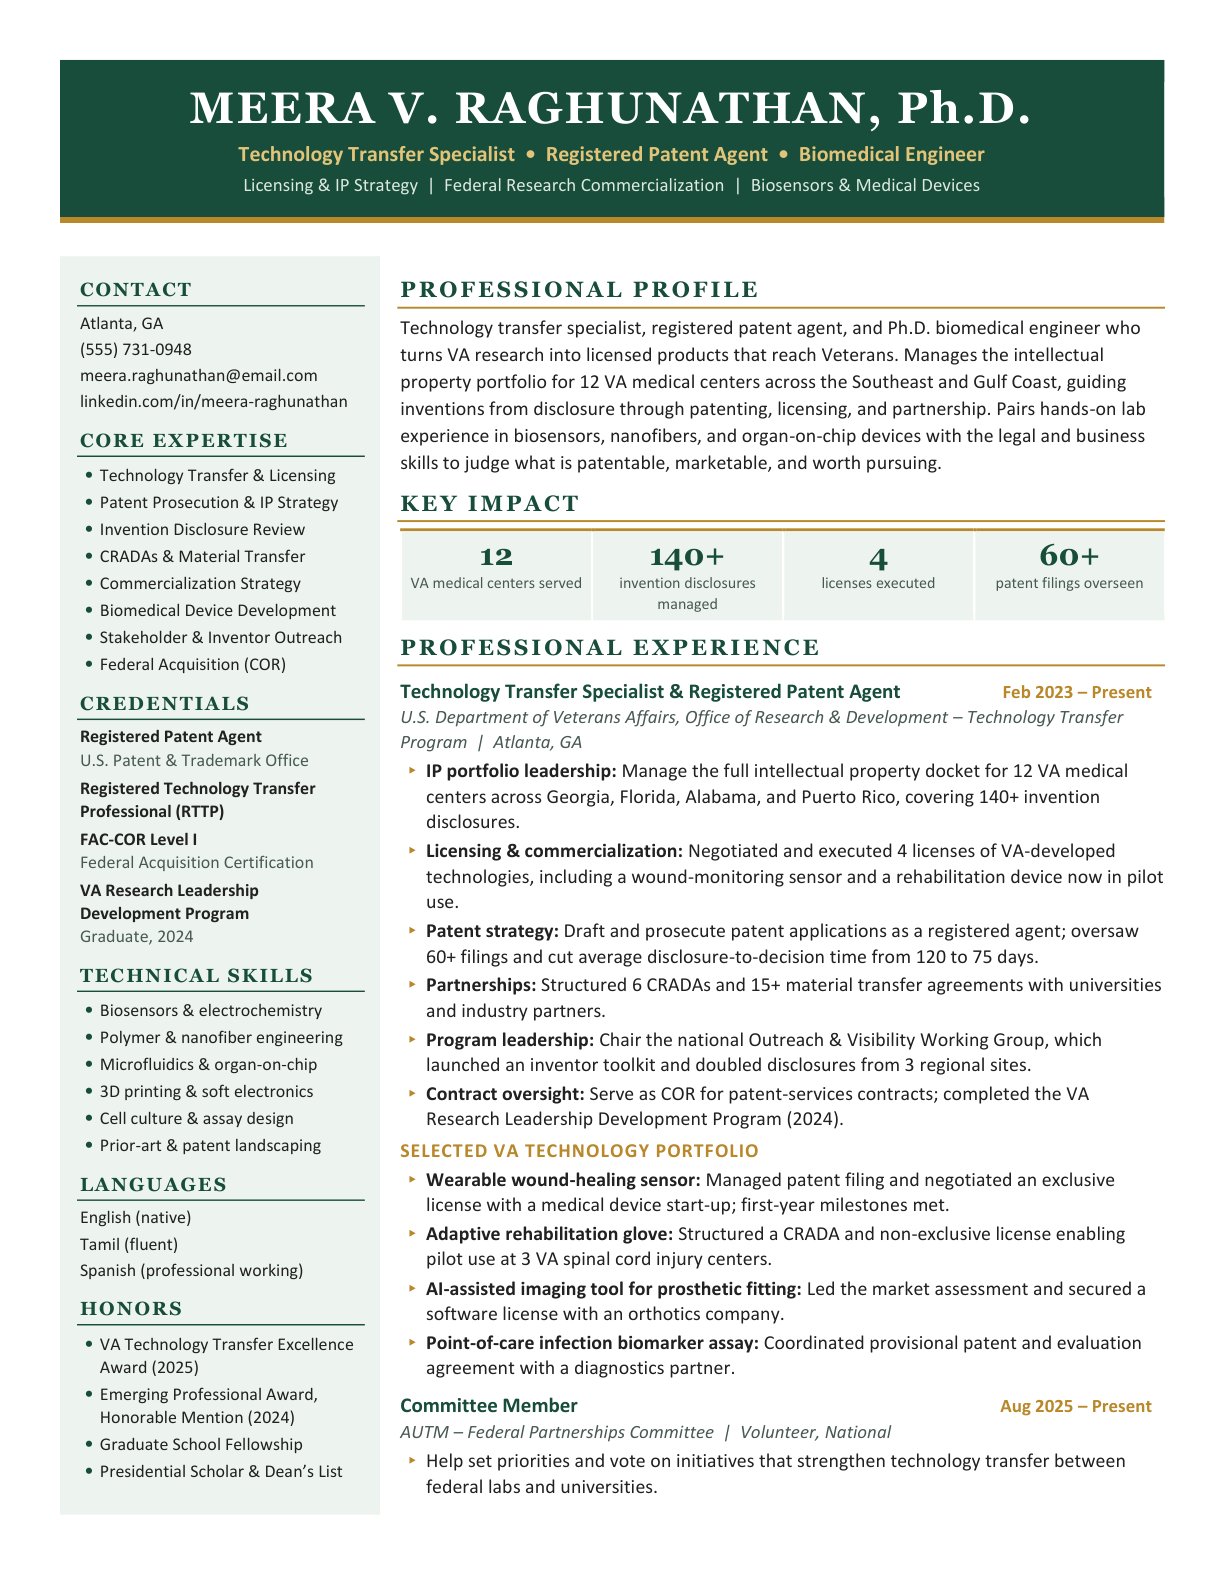 MEERA V. RAGHUNATHAN, Ph.D.
Technology Transfer Specialist • Registered Patent Agent • Biomedical Engineer
Licensing & IP Strategy | Federal Research Commercialization | Biosensors & Medical Devices
CONTACT
Atlanta, GA
(555) 731-0948
meera.raghunathan@email.com
linkedin.com/in/meera-raghunathan
CORE EXPERTISE
• Technology Transfer & Licensing
• Patent Prosecution & IP Strategy
• Invention Disclosure Review
• CRADAs & Material Transfer
• Commercialization Strategy
• Biomedical Device Development
• Stakeholder & Inventor Outreach
• Federal Acquisition (COR)
CREDENTIALS
Registered Patent Agent
U.S. Patent & Trademark Office
Registered Technology Transfer
Professional (RTTP)
FAC-COR Level I
Federal Acquisition Certification
VA Research Leadership
Development Program
Graduate, 2024
TECHNICAL SKILLS
• Biosensors & electrochemistry
• Polymer & nanofiber engineering
• Microfluidics & organ-on-chip
• 3D printing & soft electronics
• Cell culture & assay design
• Prior-art & patent landscaping
LANGUAGES
English (native)
Tamil (fluent)
Spanish (professional working)
HONORS
• VA Technology Transfer Excellence
Award (2025)
• Emerging Professional Award,
Honorable Mention (2024)
• Graduate School Fellowship
• Presidential Scholar & Dean’s List
PROFESSIONAL PROFILE
Technology transfer specialist, registered patent agent, and Ph.D. biomedical engineer who
turns VA research into licensed products that reach Veterans. Manages the intellectual
property portfolio for 12 VA medical centers across the Southeast and Gulf Coast, guiding
inventions from disclosure through patenting, licensing, and partnership. Pairs hands-on lab
experience in biosensors, nanofibers, and organ-on-chip devices with the legal and business
skills to judge what is patentable, marketable, and worth pursuing.
KEY IMPACT
12
VA medical centers served
140+
invention disclosures
managed
4
licenses executed
60+
patent filings overseen
PROFESSIONAL EXPERIENCE
Technology Transfer Specialist & Registered Patent Agent Feb 2023 – Present
U.S. Department of Veterans Affairs, Office of Research & Development – Technology Transfer
Program | Atlanta, GA
‣ IP portfolio leadership: Manage the full intellectual property docket for 12 VA medical
centers across Georgia, Florida, Alabama, and Puerto Rico, covering 140+ invention
disclosures.
‣ Licensing & commercialization: Negotiated and executed 4 licenses of VA-developed
technologies, including a wound-monitoring sensor and a rehabilitation device now in pilot
use.
‣ Patent strategy: Draft and prosecute patent applications as a registered agent; oversaw
60+ filings and cut average disclosure-to-decision time from 120 to 75 days.
‣ Partnerships: Structured 6 CRADAs and 15+ material transfer agreements with universities
and industry partners.
‣ Program leadership: Chair the national Outreach & Visibility Working Group, which
launched an inventor toolkit and doubled disclosures from 3 regional sites.
‣ Contract oversight: Serve as COR for patent-services contracts; completed the VA
Research Leadership Development Program (2024).
SELECTED VA TECHNOLOGY PORTFOLIO
‣ Wearable wound-healing sensor: Managed patent filing and negotiated an exclusive
license with a medical device start-up; first-year milestones met.
‣ Adaptive rehabilitation glove: Structured a CRADA and non-exclusive license enabling
pilot use at 3 VA spinal cord injury centers.
‣ AI-assisted imaging tool for prosthetic fitting: Led the market assessment and secured a
software license with an orthotics company.
‣ Point-of-care infection biomarker assay: Coordinated provisional patent and evaluation
agreement with a diagnostics partner.
Committee Member Aug 2025 – Present
AUTM – Federal Partnerships Committee | Volunteer, National
‣ Help set priorities and vote on initiatives that strengthen technology transfer between
federal labs and universities.